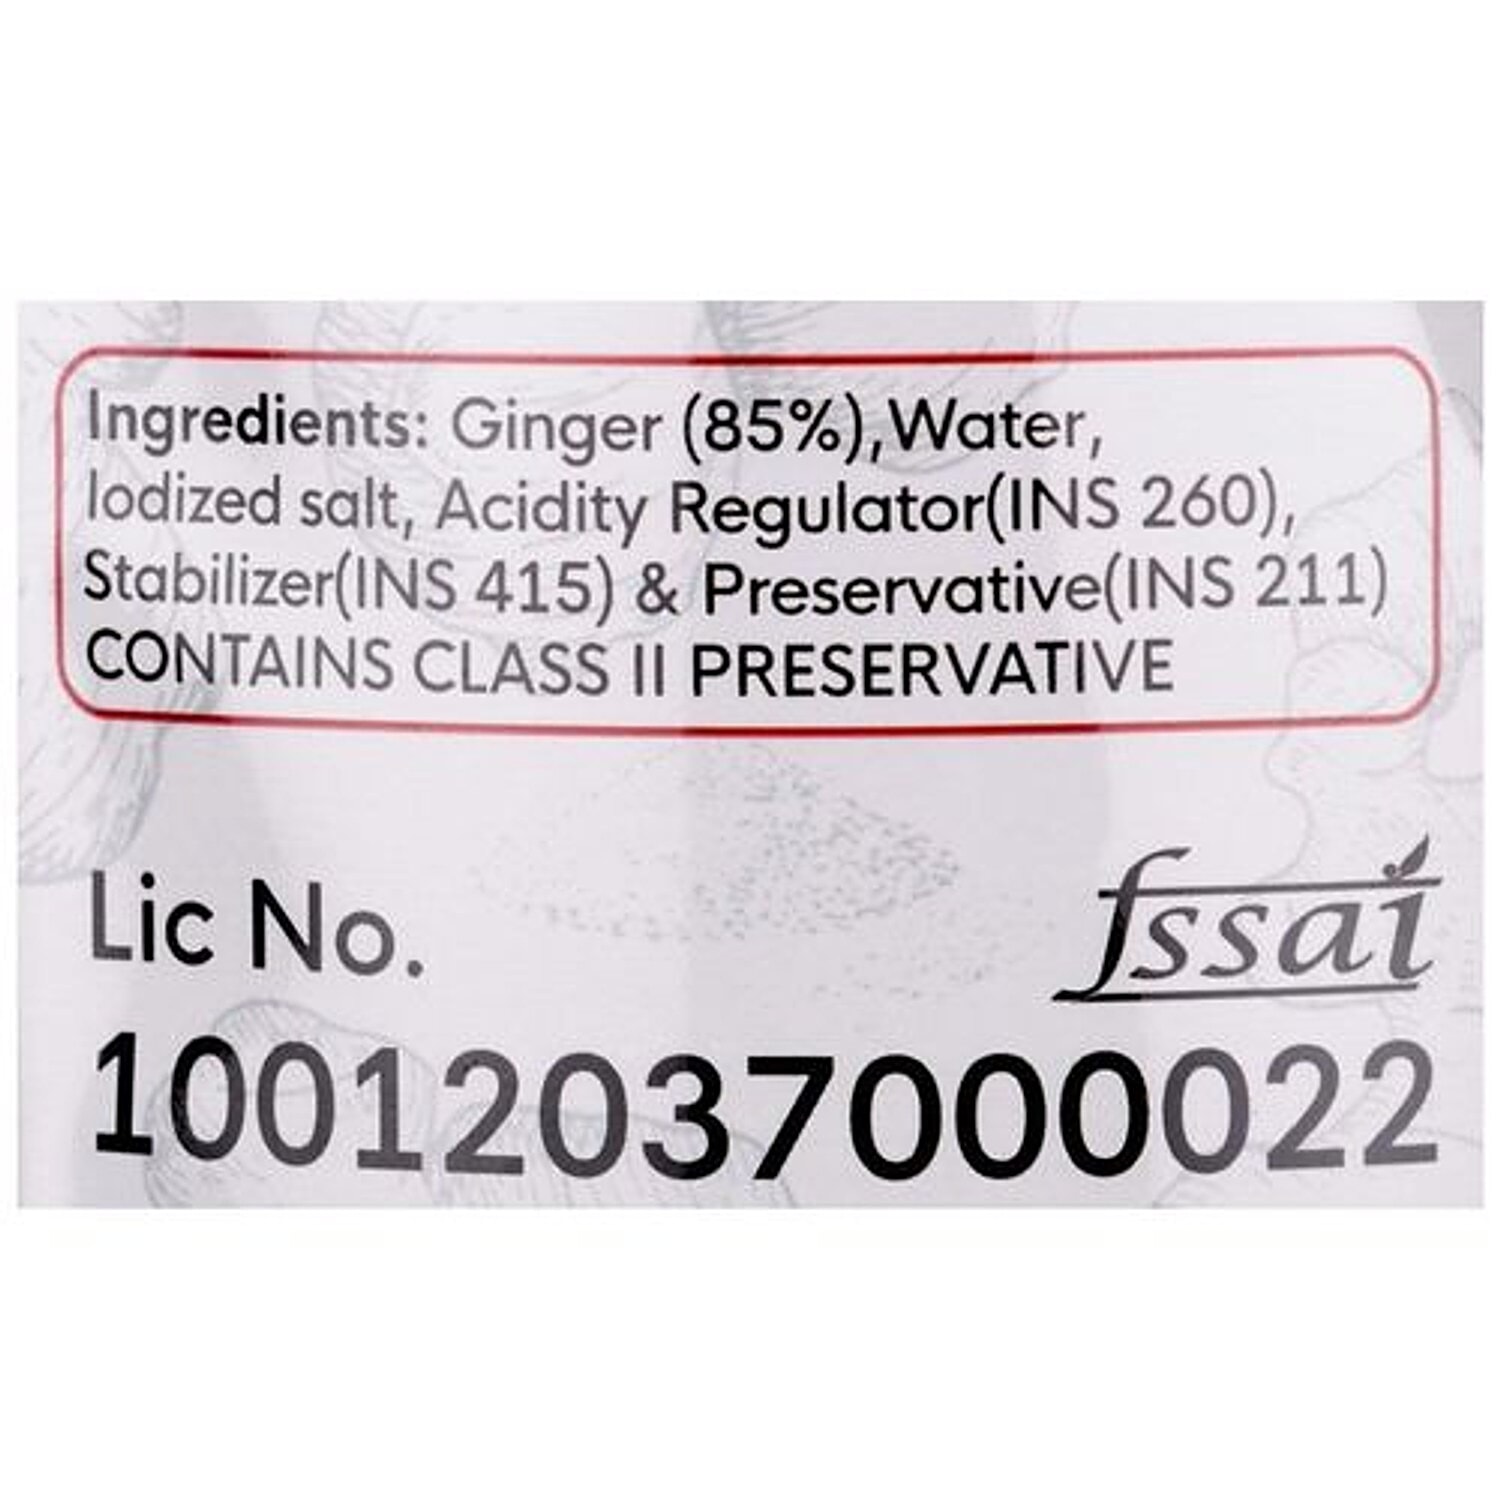 Ingredients: Ginger (85%),Water,
Iodized salt, Acidity Regulator(INS 260),
Stabilizer(INS 415) & Preservative(INS 211)
CONTAINS CLASS II PRESERVATIVE
Lic No.
fssai
10012037000022